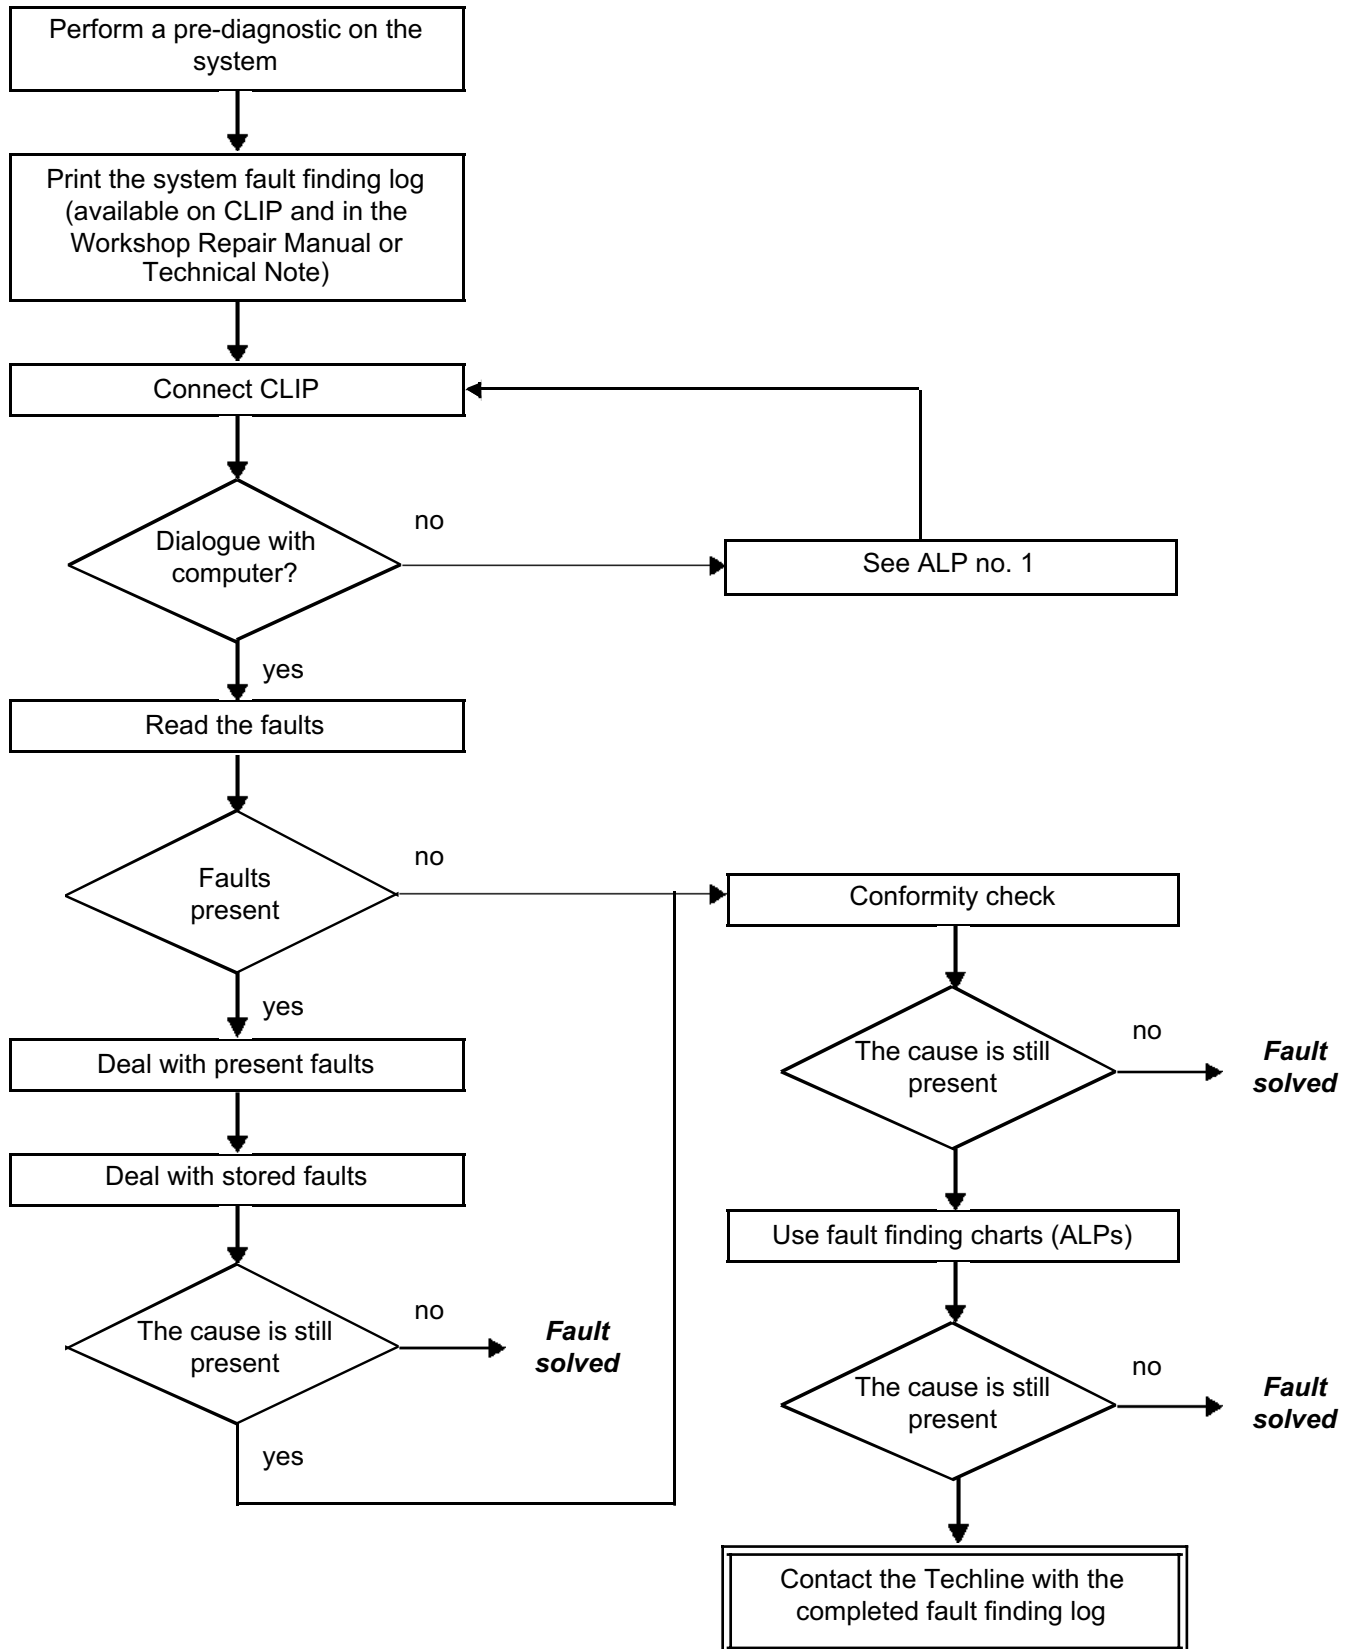 Perform a pre-diagnostic on the
system
Print the system fault finding log
(available on CLIP and in the
Workshop Repair Manual or
Technical Note)
Connect CLIP
Dialogue with
computer?
no
See ALP no. 1
yes
Read the faults
Faults
present
no
Conformity check
yes
Deal with present faults
Deal with stored faults
The cause is still
present
no
Fault
solved
yes
The cause is still
present
no
Fault
solved
Use fault finding charts (ALPs)
The cause is still
present
no
Fault
solved
Contact the Techline with the
completed fault finding log